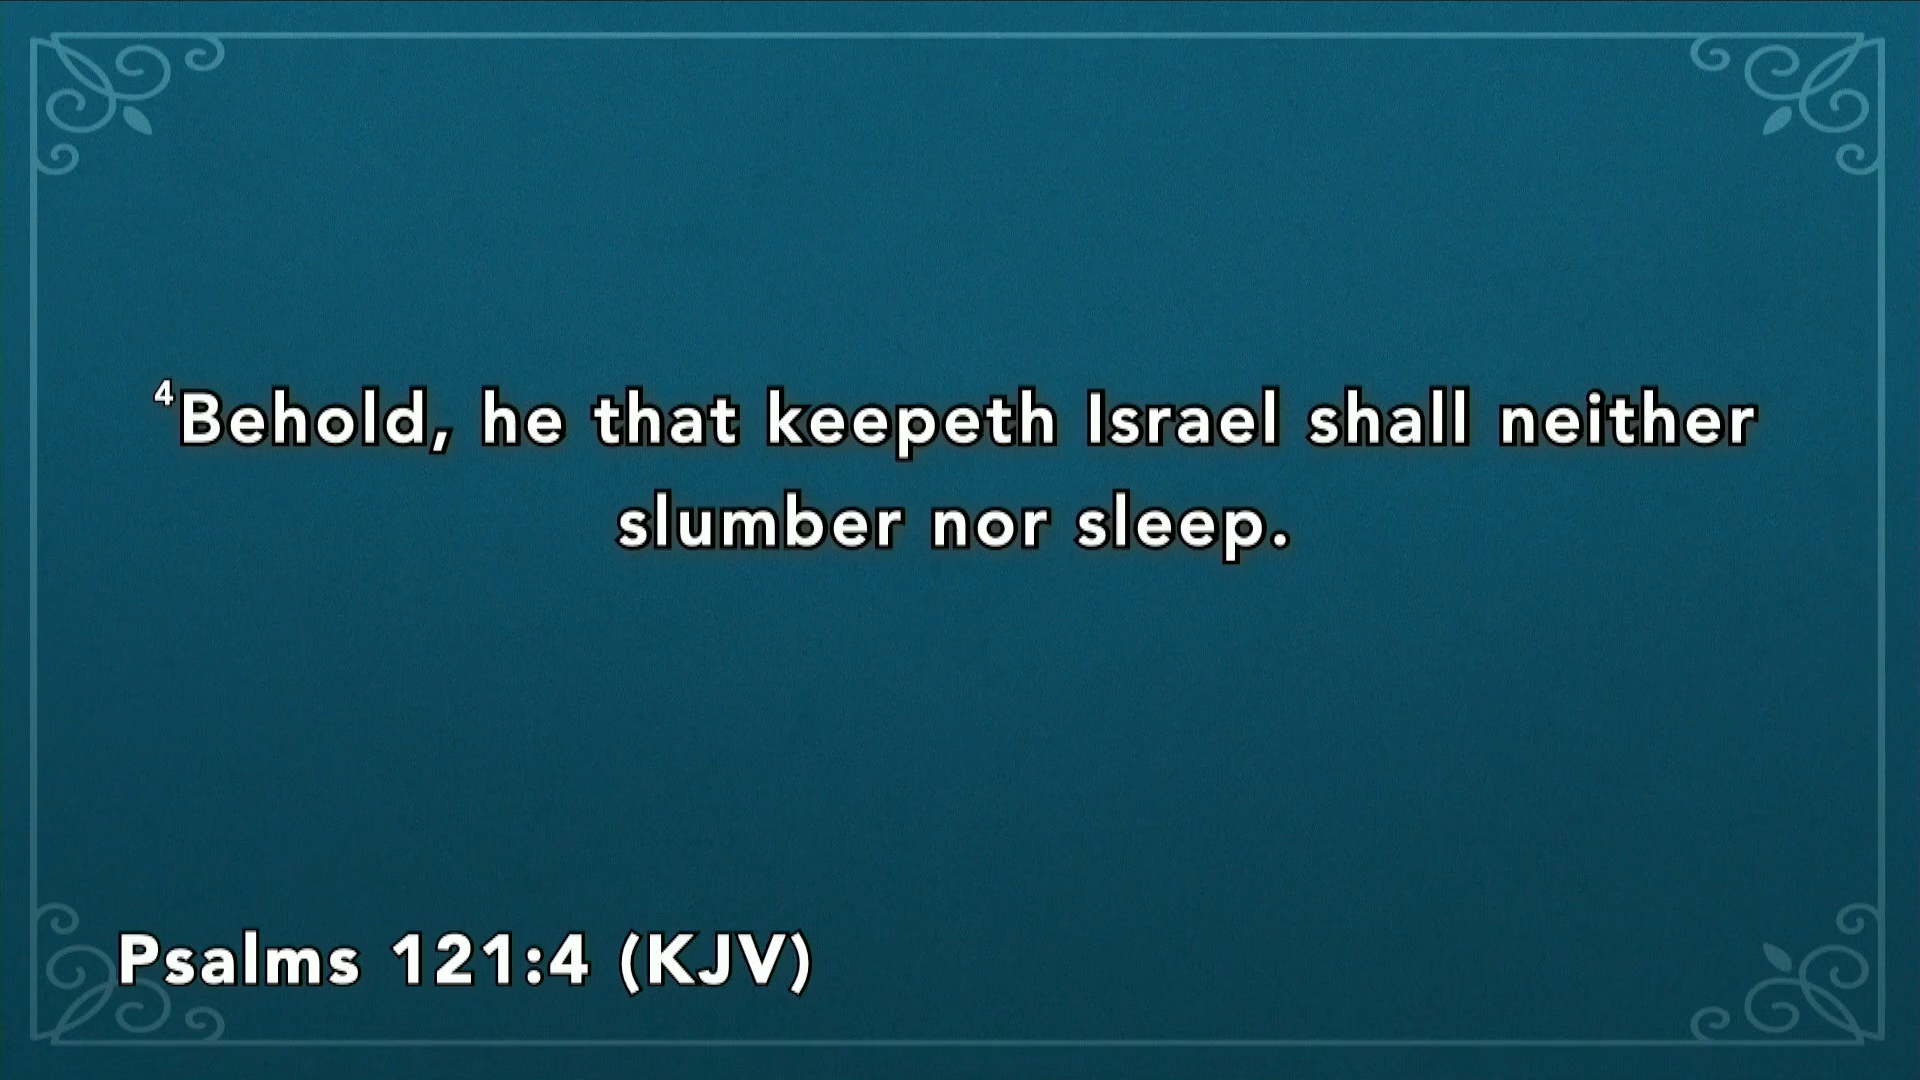 ⁴Behold, he that keepeth Israel shall neither
slumber nor sleep.
Psalms 121:4 (KJV)